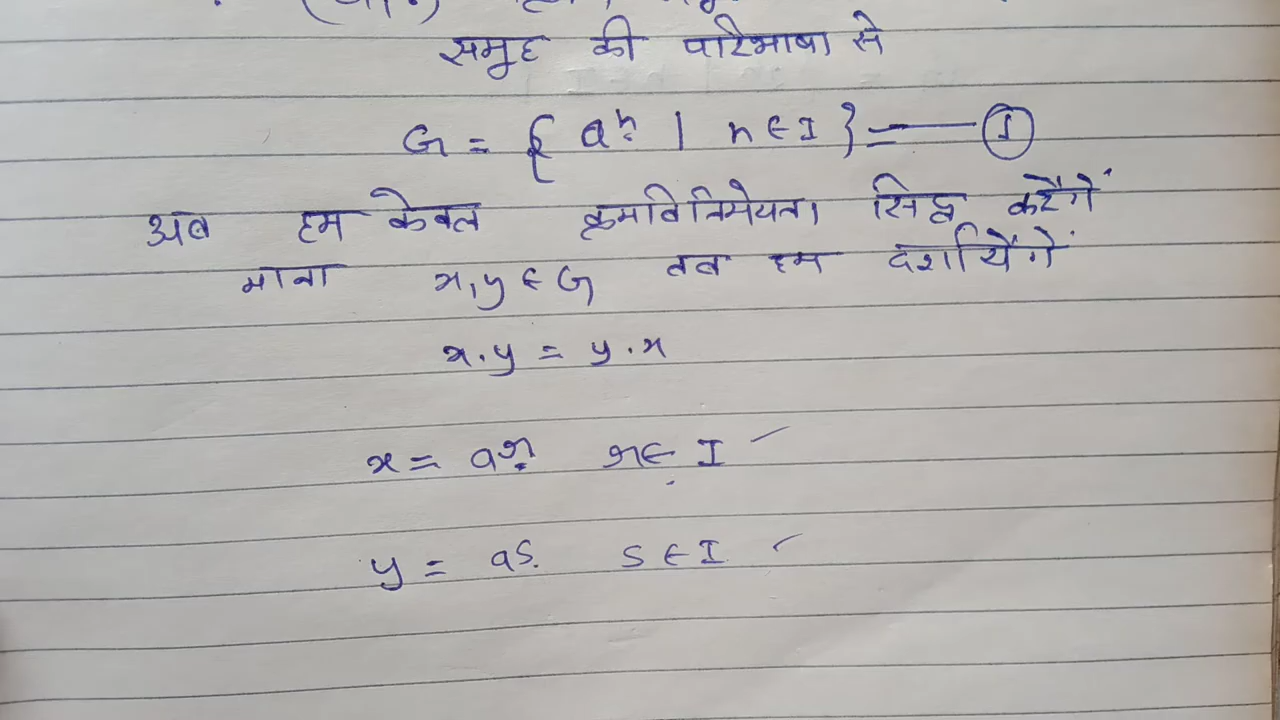 समूह की परिभाषा से
G = { aⁿ | n ∈ I } = ①
अब हम केवल क्रमविनिमेयता सिद्ध करेंगें
माना x,y ∈ G तब हम दर्शायेंगें
x.y = y.x
x = aʳ r ∈ I
y = aˢ. s ∈ I